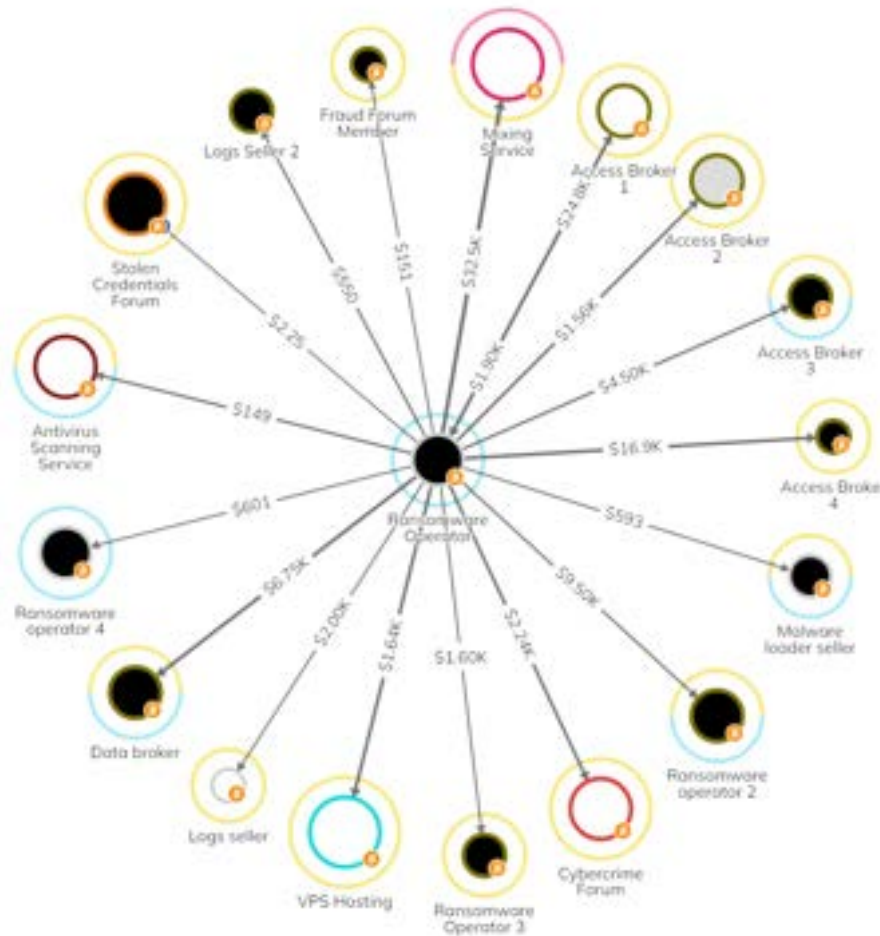 Fraud Forum
Member
Logs Seller 2
Mixing
Service
Access Broker
1
Access Broker
2
Stolen
Credentials
Forum
Access Broker
3
Antivirus
Scanning
Service
Access Broke
4
Ransomware
Operator
Ransomware
operator 4
Malware
loader seller
Data broker
Ransomware
operator 2
Logs seller
VPS Hosting
Ransomware
Operator 3
Cybercrime
Forum
$151
$550
$32.5K
$24.8K
$1.90K
$1.56K
$2.25
$4.50K
$149
$16.9K
$601
$593
$6.75K
$9.50K
$2.00K
$1.64K
$1.60K
$2.24K